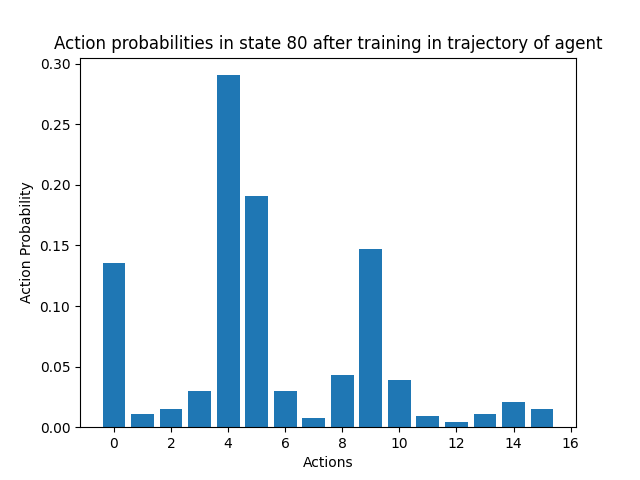 Action probabilities in state 80 after training in trajectory of agent
0.30
0.25
0.20
0.15
0.10
0.05
0.00
Action Probability
0 2 4 6 8 10 12 14 16
Actions